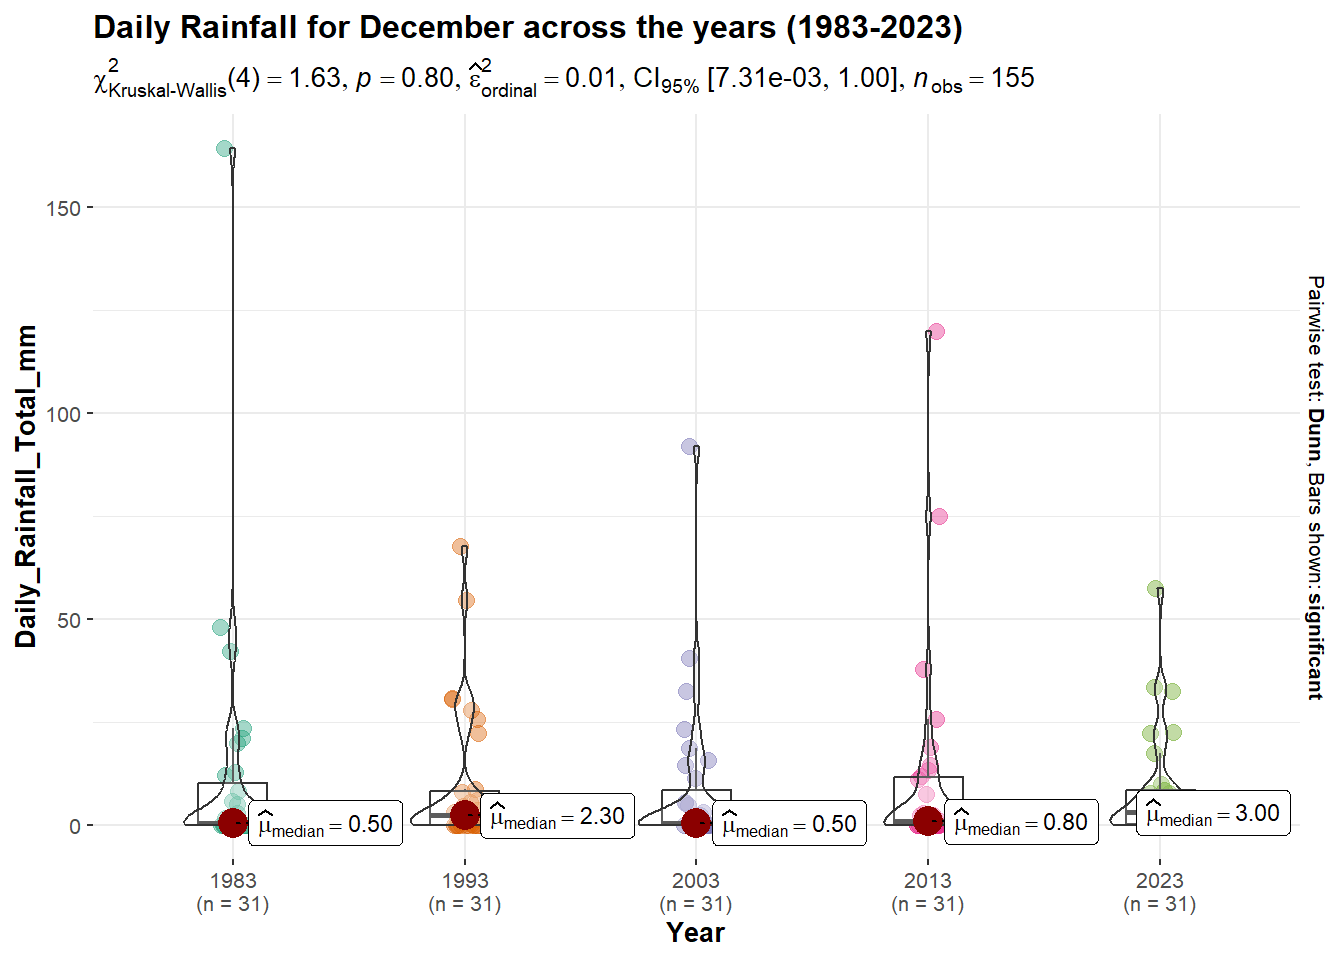 Daily Rainfall for December across the years (1983-2023)
χ²Kruskal-Wallis(4) = 1.63, p = 0.80, ε̂²ordinal = 0.01, CI95% [7.31e-03, 1.00], nobs = 155
Daily_Rainfall_Total_mm
150
100
50
0
μ̂median = 0.50
μ̂median = 2.30
μ̂median = 0.50
μ̂median = 0.80
μ̂median = 3.00
Pairwise test: Dunn, Bars shown: significant
1983
(n = 31)
1993
(n = 31)
2003
(n = 31)
2013
(n = 31)
2023
(n = 31)
Year